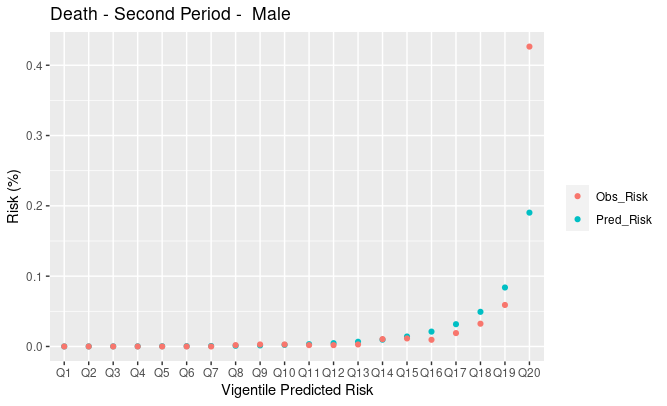 Death - Second Period -  Male
Risk (%)
0.4
0.3
0.2
0.1
0.0
Q1 Q2 Q3 Q4 Q5 Q6 Q7 Q8 Q9 Q10 Q11 Q12 Q13 Q14 Q15 Q16 Q17 Q18 Q19 Q20
Vigentile Predicted Risk
Obs_Risk
Pred_Risk